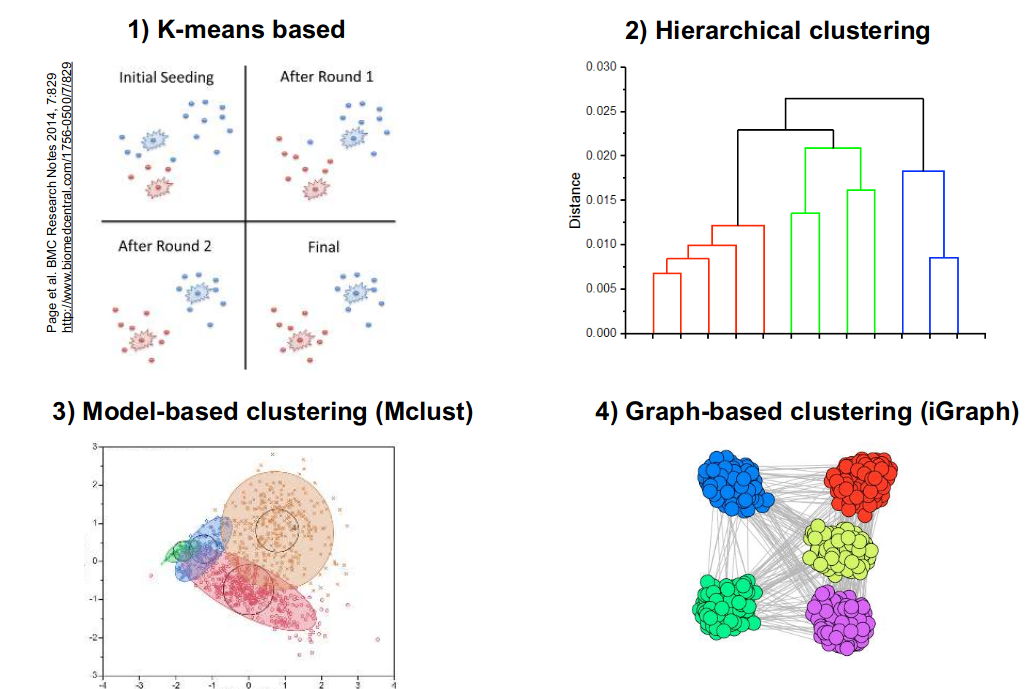 1) K-means based
2) Hierarchical clustering
Page et al. BMC Research Notes 2014, 7:829
http://www.biomedcentral.com/1756-0500/7/829
Initial Seeding
After Round 1
After Round 2
Final
0.030
0.025
0.020
0.015
0.010
0.005
0.000
Distance
3) Model-based clustering (Mclust)
4) Graph-based clustering (iGraph)
3
2
1
0
-1
-2
-3
-4 -3 -2 -1 0 1 2 3 4